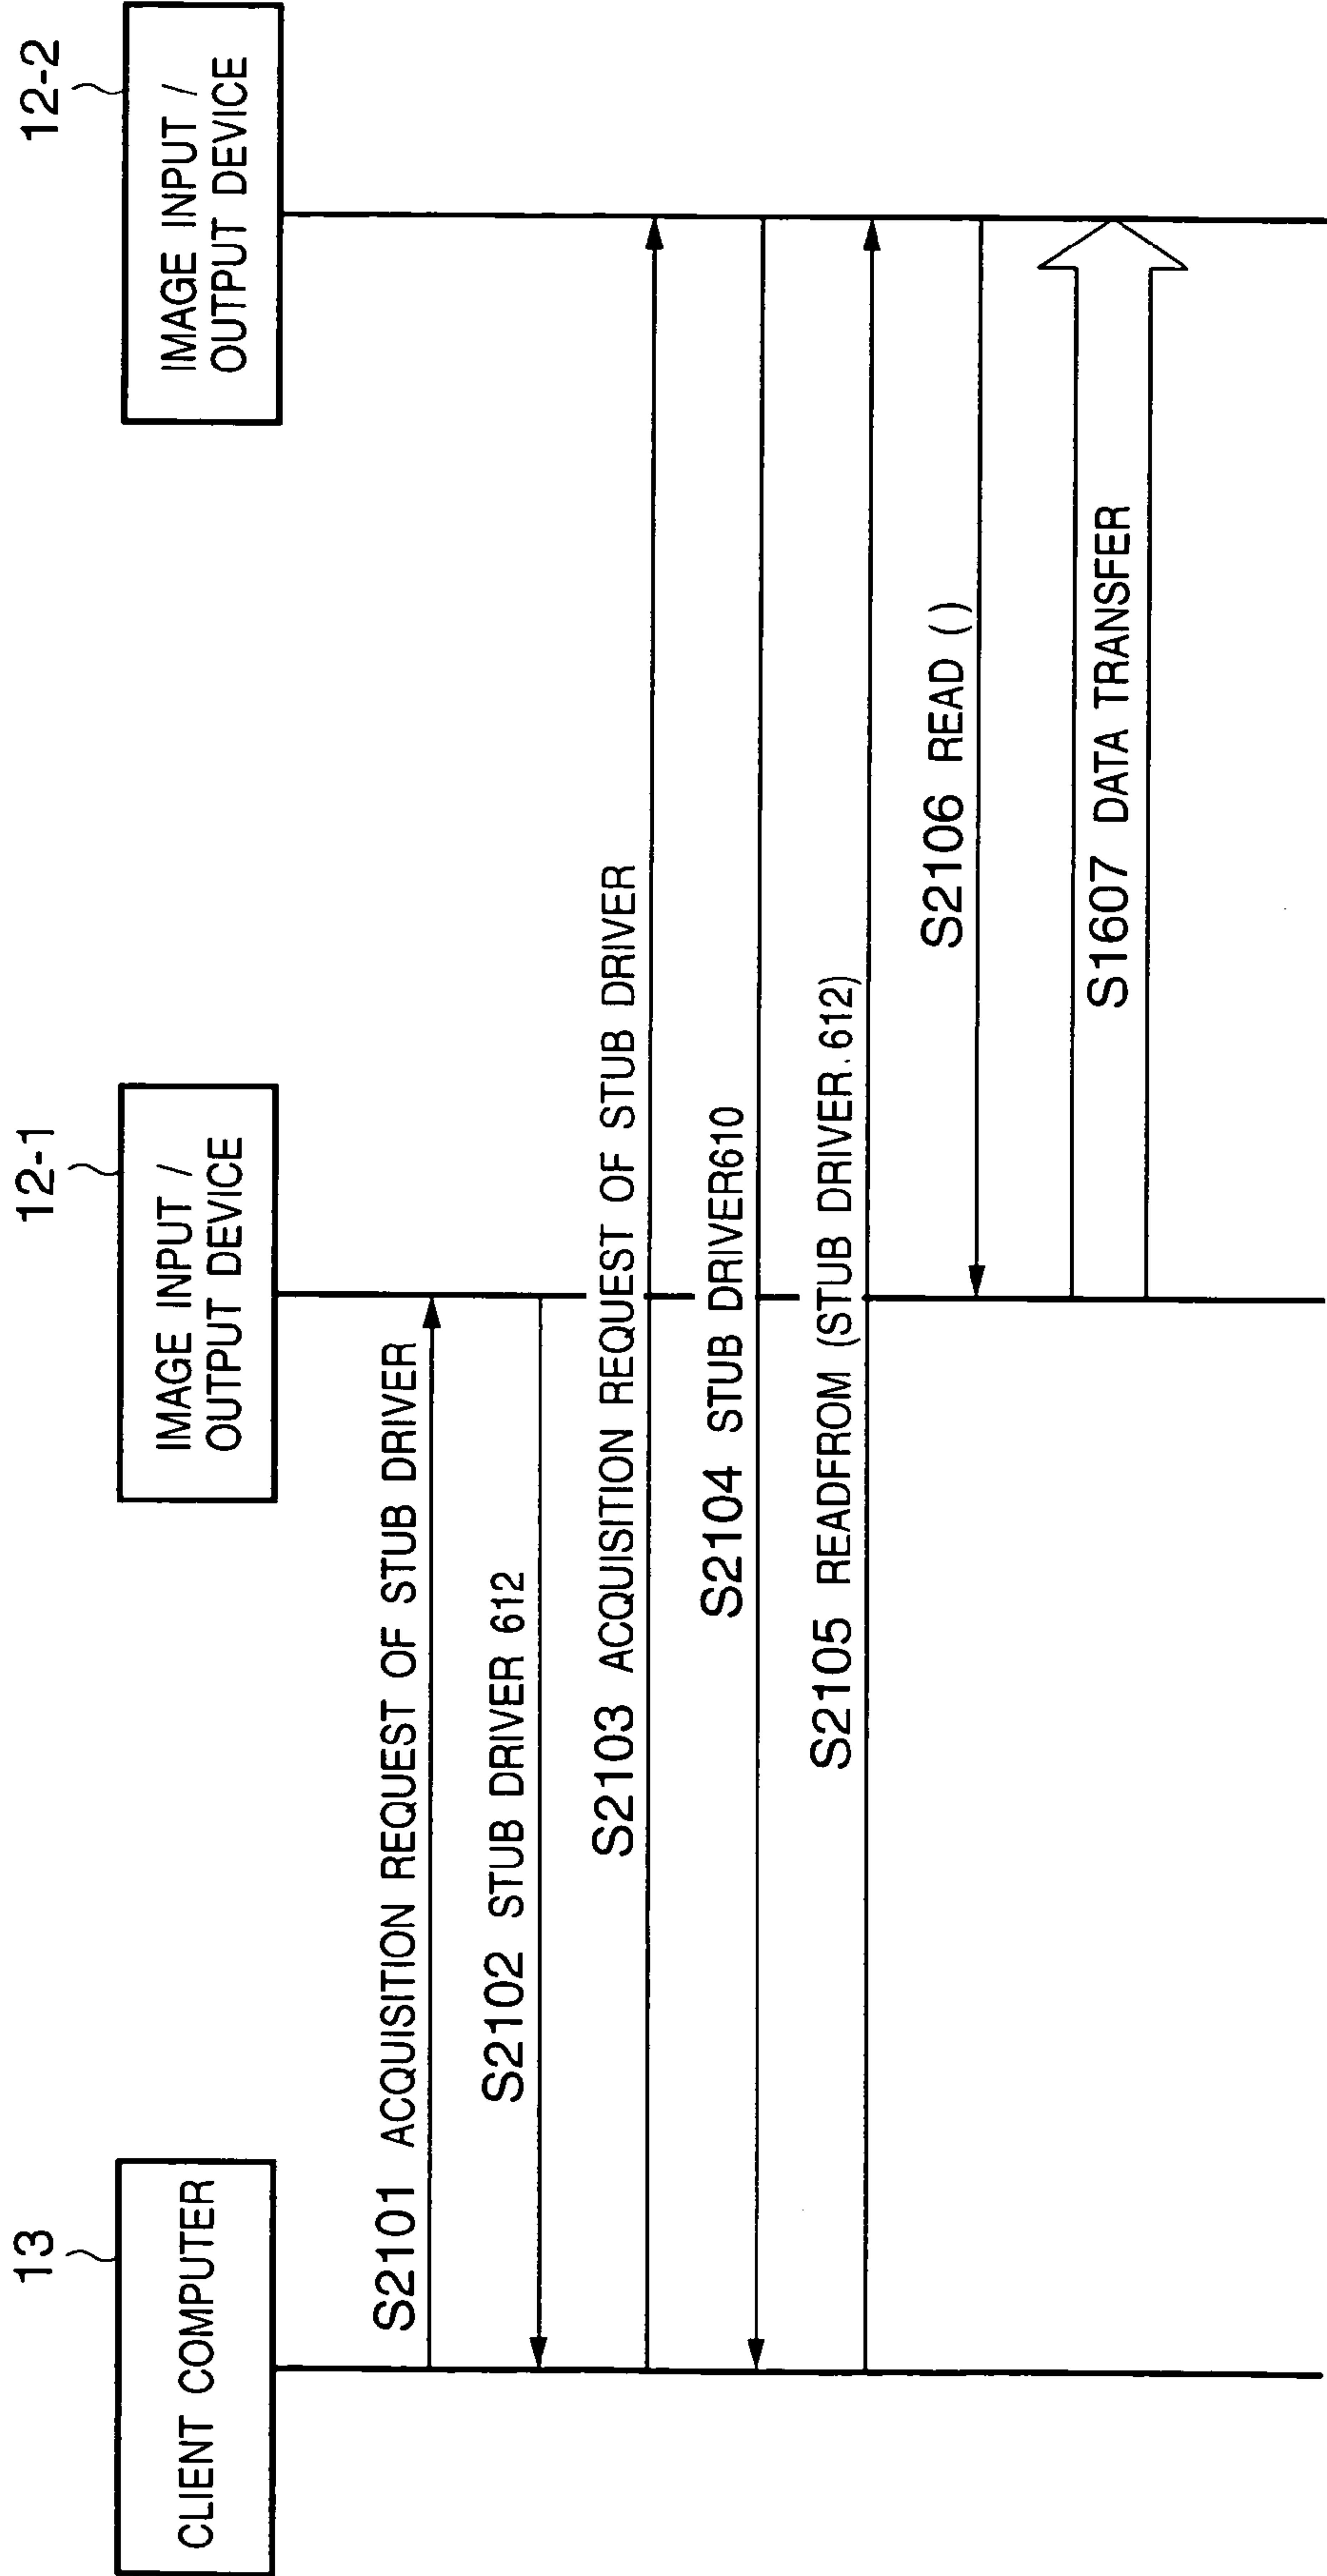 13
CLIENT COMPUTER
12-1
IMAGE INPUT /
OUTPUT DEVICE
12-2
IMAGE INPUT /
OUTPUT DEVICE
S2101 ACQUISITION REQUEST OF STUB DRIVER
S2102 STUB DRIVER 612
S2103 ACQUISITION REQUEST OF STUB DRIVER
S2104 STUB DRIVER610
S2105 READFROM (STUB DRIVER.612)
S2106 READ ( )
S1607 DATA TRANSFER